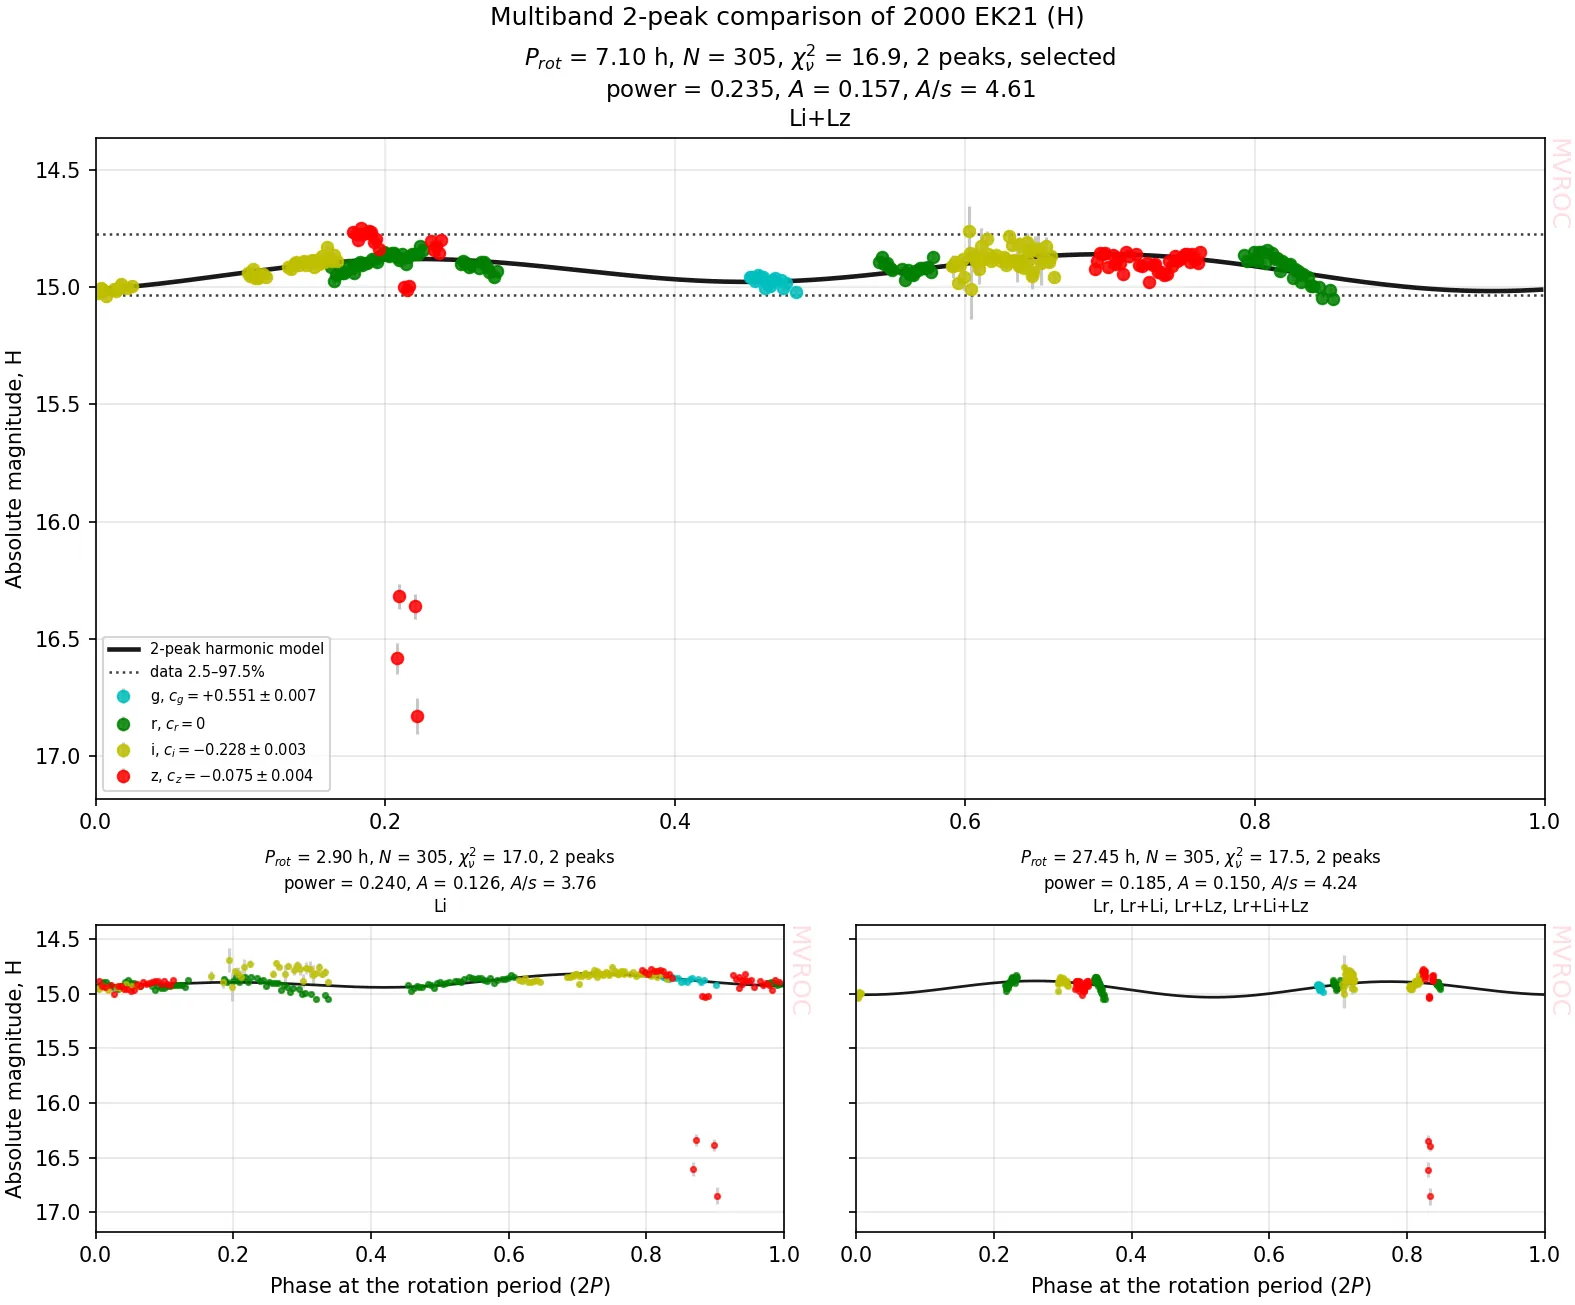 Multiband 2-peak comparison of 2000 EK21 (H)
P_rot = 7.10 h, N = 305, χ²_ν = 16.9, 2 peaks, selected
power = 0.235, A = 0.157, A/s = 4.61
Li+Lz
14.5
15.0
15.5
16.0
16.5
17.0
Absolute magnitude, H
2-peak harmonic model
data 2.5–97.5%
g, c_g = +0.551 ± 0.007
r, c_r = 0
i, c_i = −0.228 ± 0.003
z, c_z = −0.075 ± 0.004
0.0 0.2 0.4 0.6 0.8 1.0
MVROC
P_rot = 2.90 h, N = 305, χ²_ν = 17.0, 2 peaks
power = 0.240, A = 0.126, A/s = 3.76
Li
14.5
15.0
15.5
16.0
16.5
17.0
Absolute magnitude, H
0.0 0.2 0.4 0.6 0.8 1.0
Phase at the rotation period (2P)
MVROC
P_rot = 27.45 h, N = 305, χ²_ν = 17.5, 2 peaks
power = 0.185, A = 0.150, A/s = 4.24
Lr, Lr+Li, Lr+Lz, Lr+Li+Lz
0.0 0.2 0.4 0.6 0.8 1.0
Phase at the rotation period (2P)
MVROC